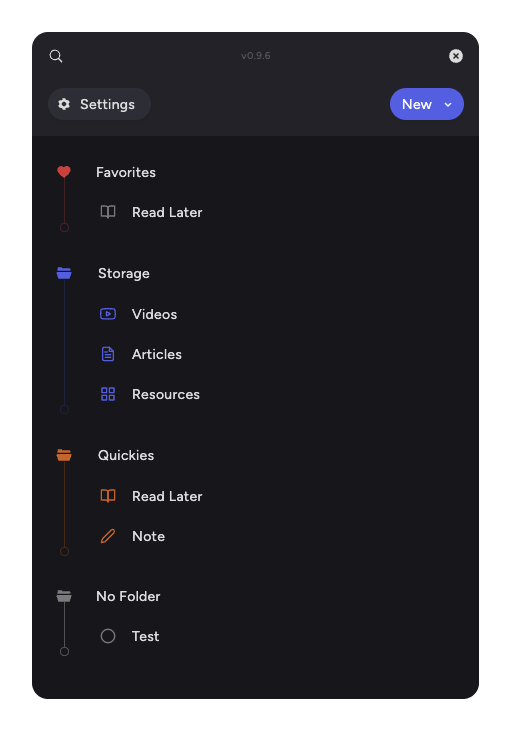 v0.9.6
Settings
New
Favorites
Read Later
Storage
Videos
Articles
Resources
Quickies
Read Later
Note
No Folder
Test